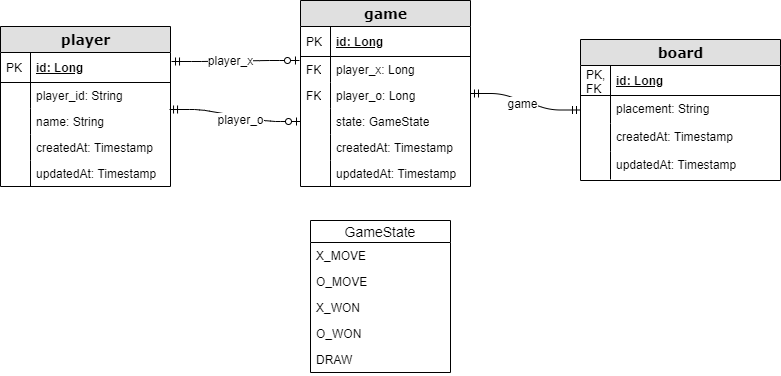 player
PK id: Long
player_id: String
name: String
createdAt: Timestamp
updatedAt: Timestamp
player_x
player_o
game
PK id: Long
FK player_x: Long
FK player_o: Long
state: GameState
createdAt: Timestamp
updatedAt: Timestamp
game
board
PK,
FK id: Long
placement: String
createdAt: Timestamp
updatedAt: Timestamp
GameState
X_MOVE
O_MOVE
X_WON
O_WON
DRAW